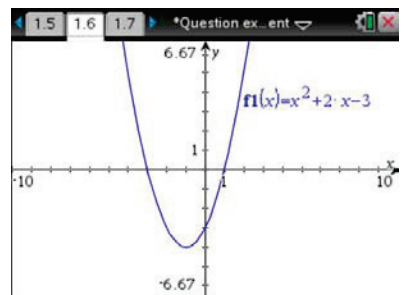 1.5 1.6 1.7 *Question ex...ent
6.67 y
f1(x)=x²+2·x−3
1
x
-10 1 10
-6.67